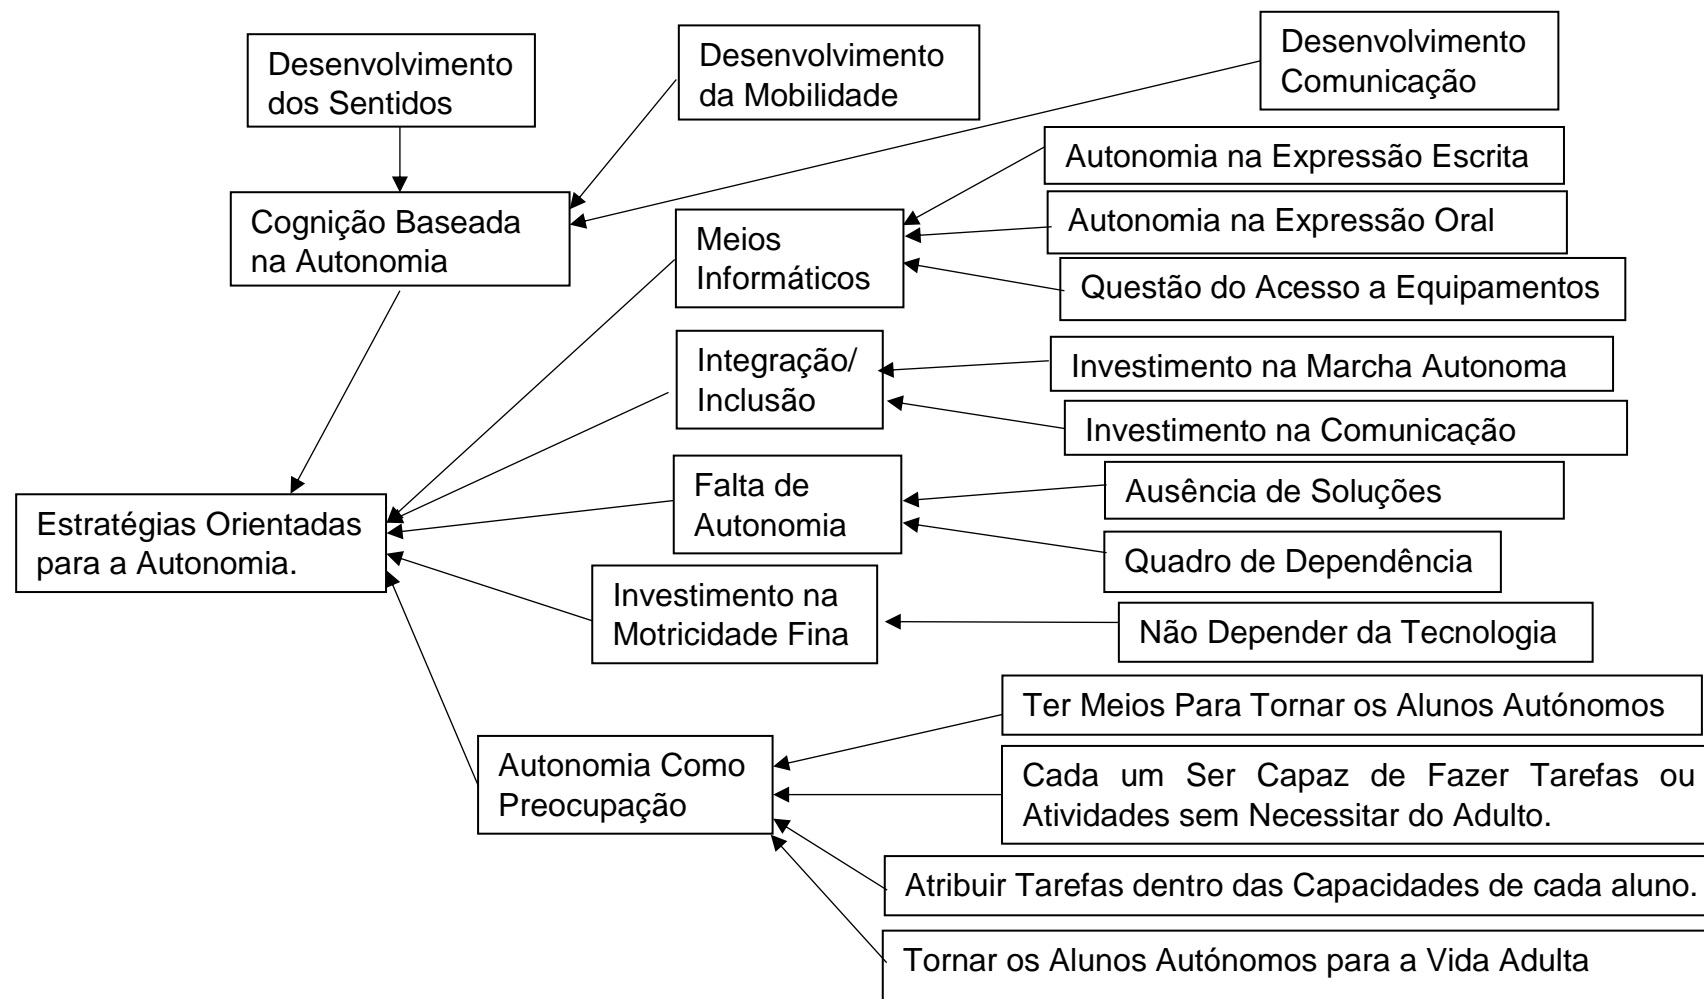 Desenvolvimento
dos Sentidos
Desenvolvimento
da Mobilidade
Desenvolvimento
Comunicação
Cognição Baseada
na Autonomia
Meios
Informáticos
Autonomia na Expressão Escrita
Autonomia na Expressão Oral
Questão do Acesso a Equipamentos
Integração/
Inclusão
Investimento na Marcha Autonoma
Investimento na Comunicação
Estratégias Orientadas
para a Autonomia.
Falta de
Autonomia
Ausência de Soluções
Quadro de Dependência
Investimento na
Motricidade Fina
Não Depender da Tecnologia
Autonomia Como
Preocupação
Ter Meios Para Tornar os Alunos Autónomos
Cada um Ser Capaz de Fazer Tarefas ou
Atividades sem Necessitar do Adulto.
Atribuir Tarefas dentro das Capacidades de cada aluno.
Tornar os Alunos Autónomos para a Vida Adulta